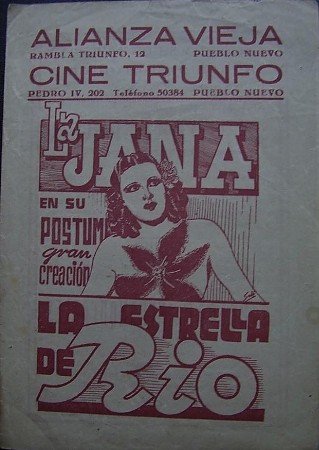 ALIANZA VIEJA
RAMBLA TRIUNFO, 12 PUEBLO NUEVO
CINE TRIUNFO
PEDRO IV, 202 Teléfono 50384 PUEBLO NUEVO
La
JANA
EN SU
POSTUM
gran
creación
LA ESTRELLA
DE Rio